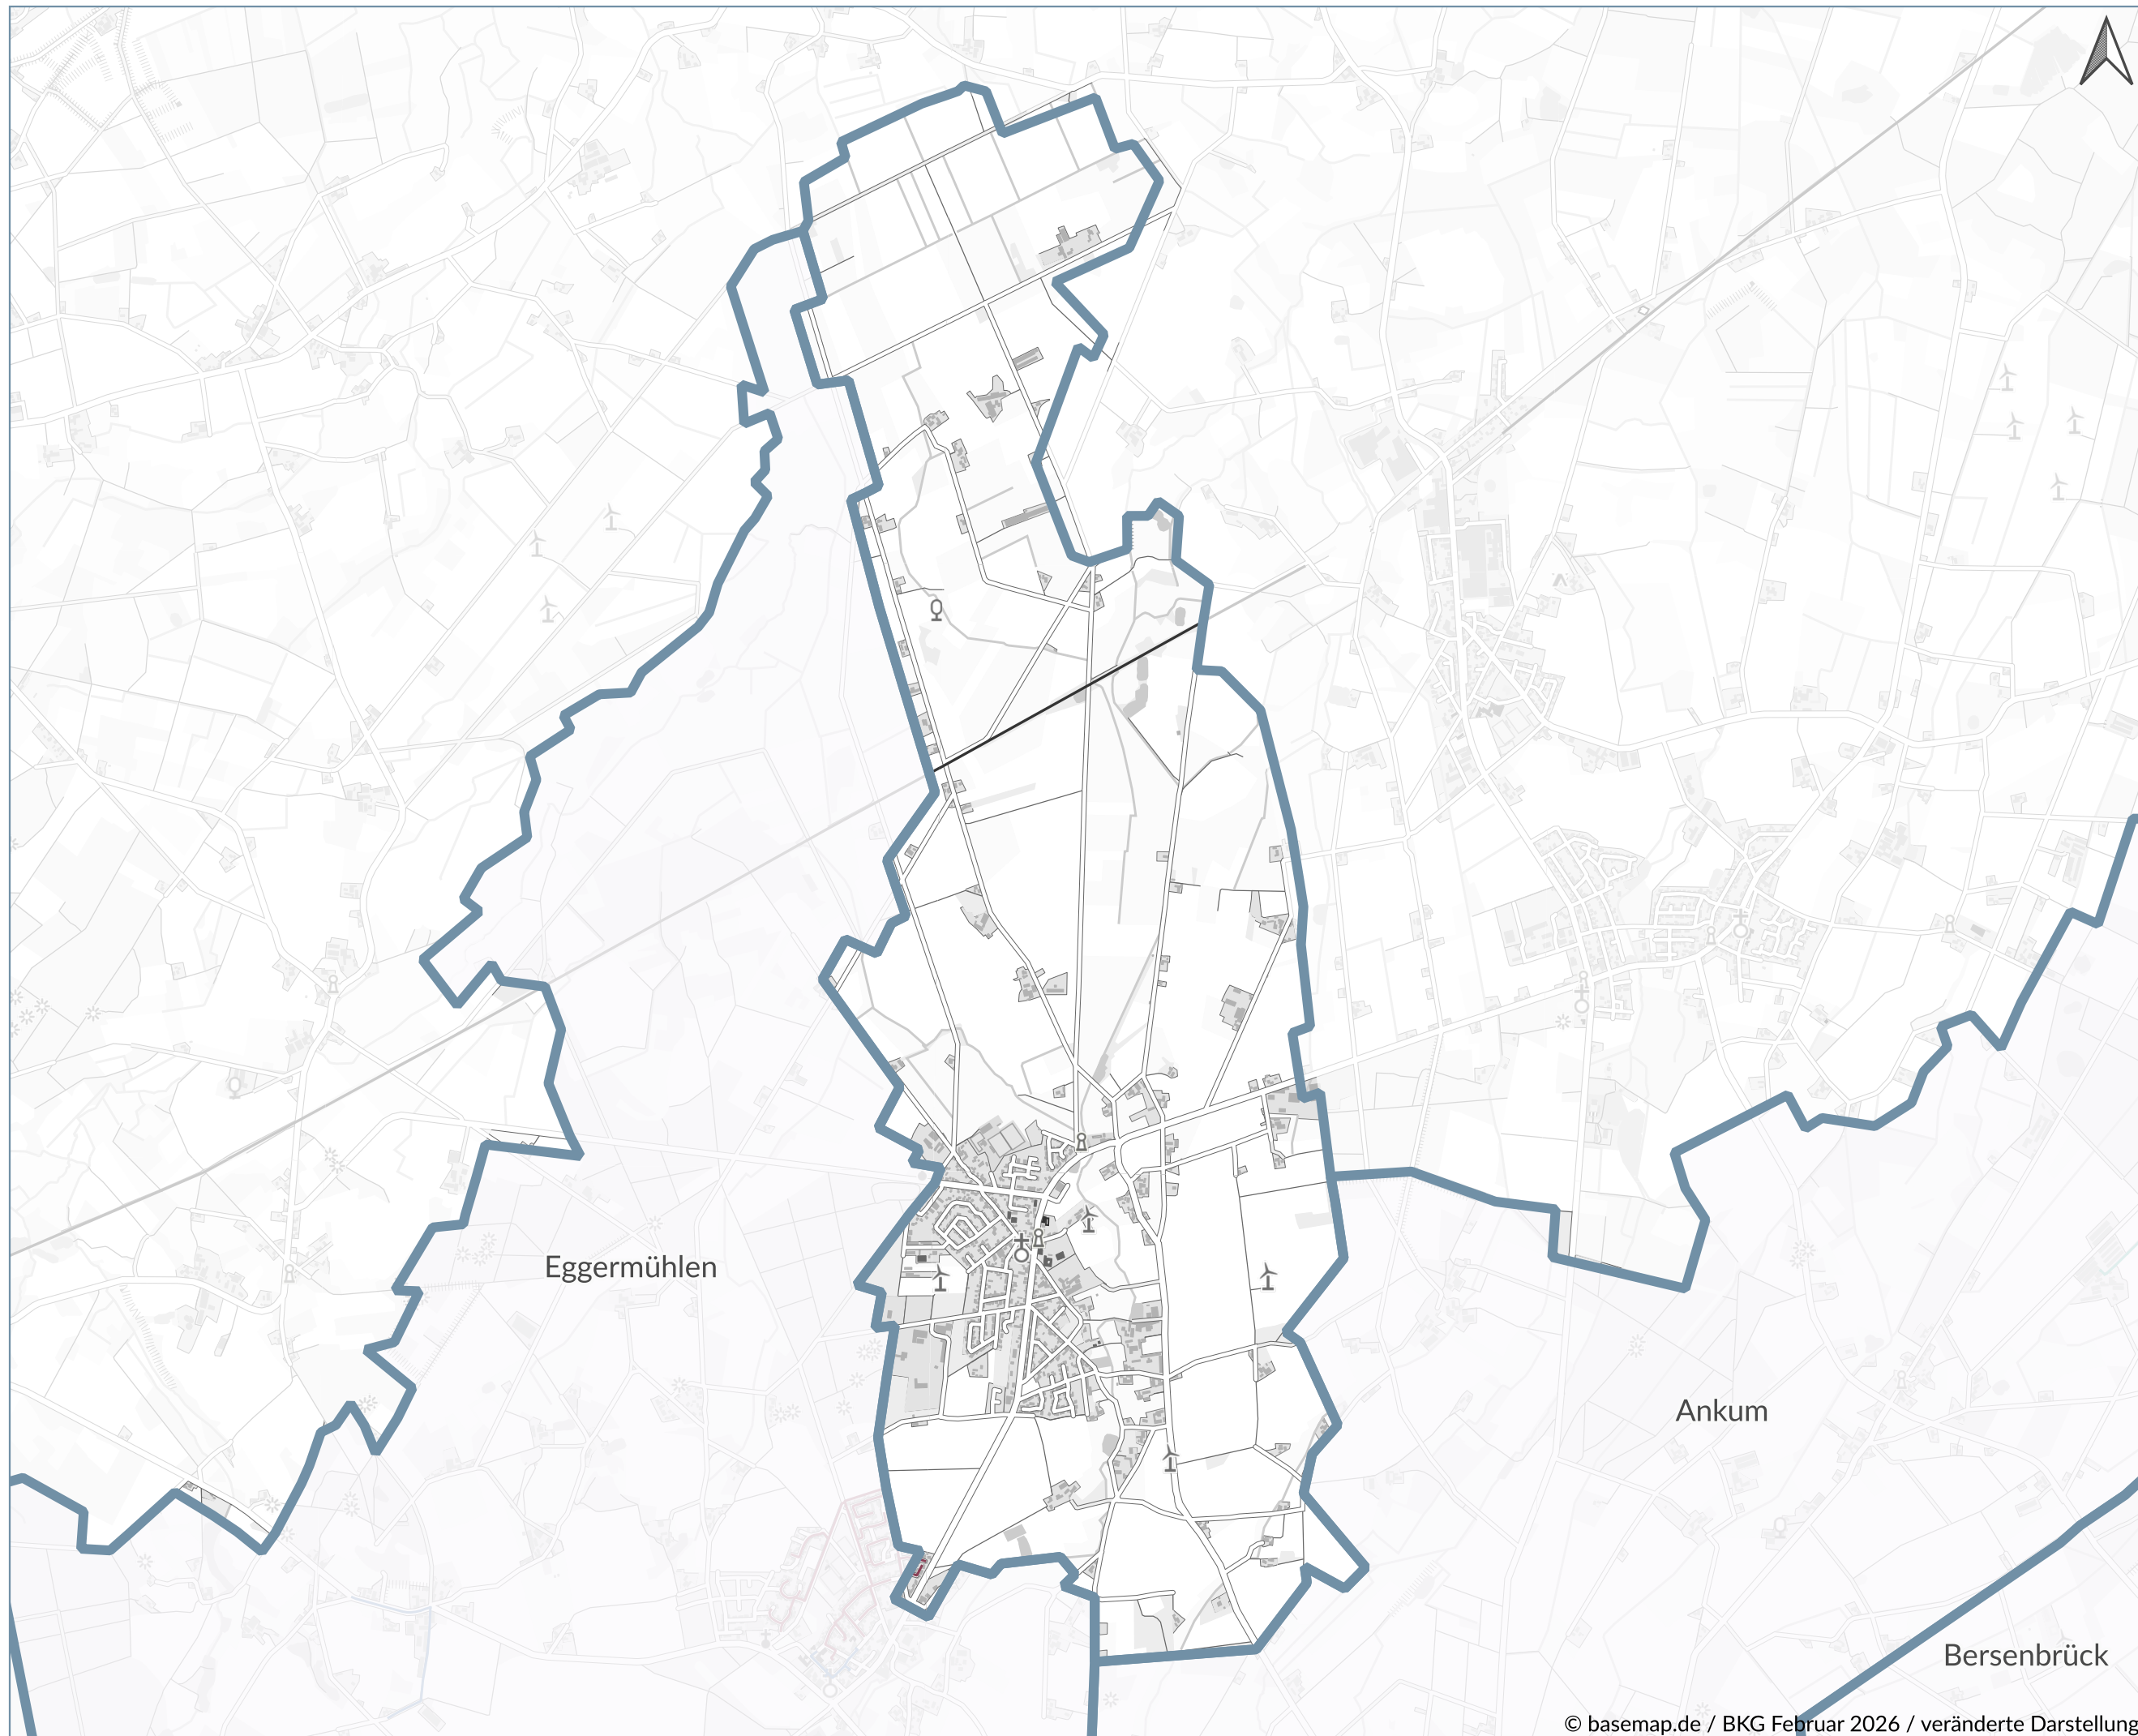 Eggermühlen
Ankum
Bersenbrück
© basemap.de / BKG Februar 2026 / veränderte Darstellung